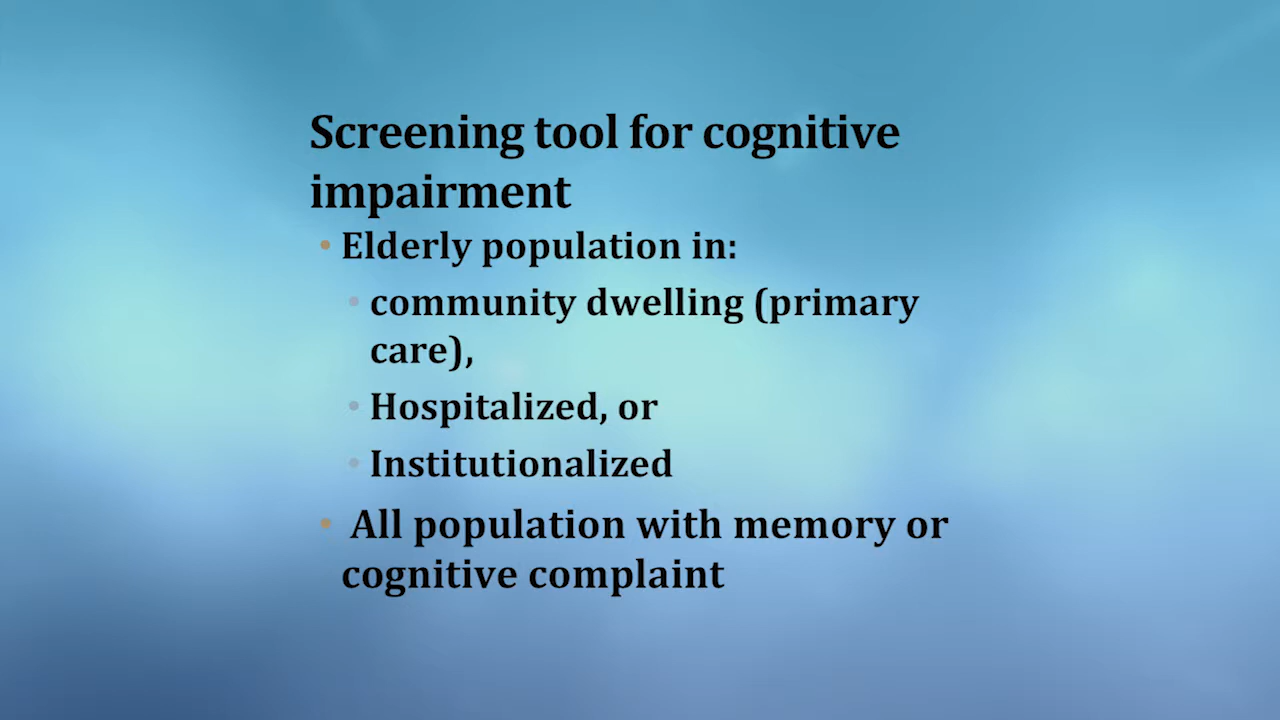 Screening tool for cognitive
impairment
• Elderly population in:
• community dwelling (primary
care),
• Hospitalized, or
• Institutionalized
• All population with memory or
cognitive complaint